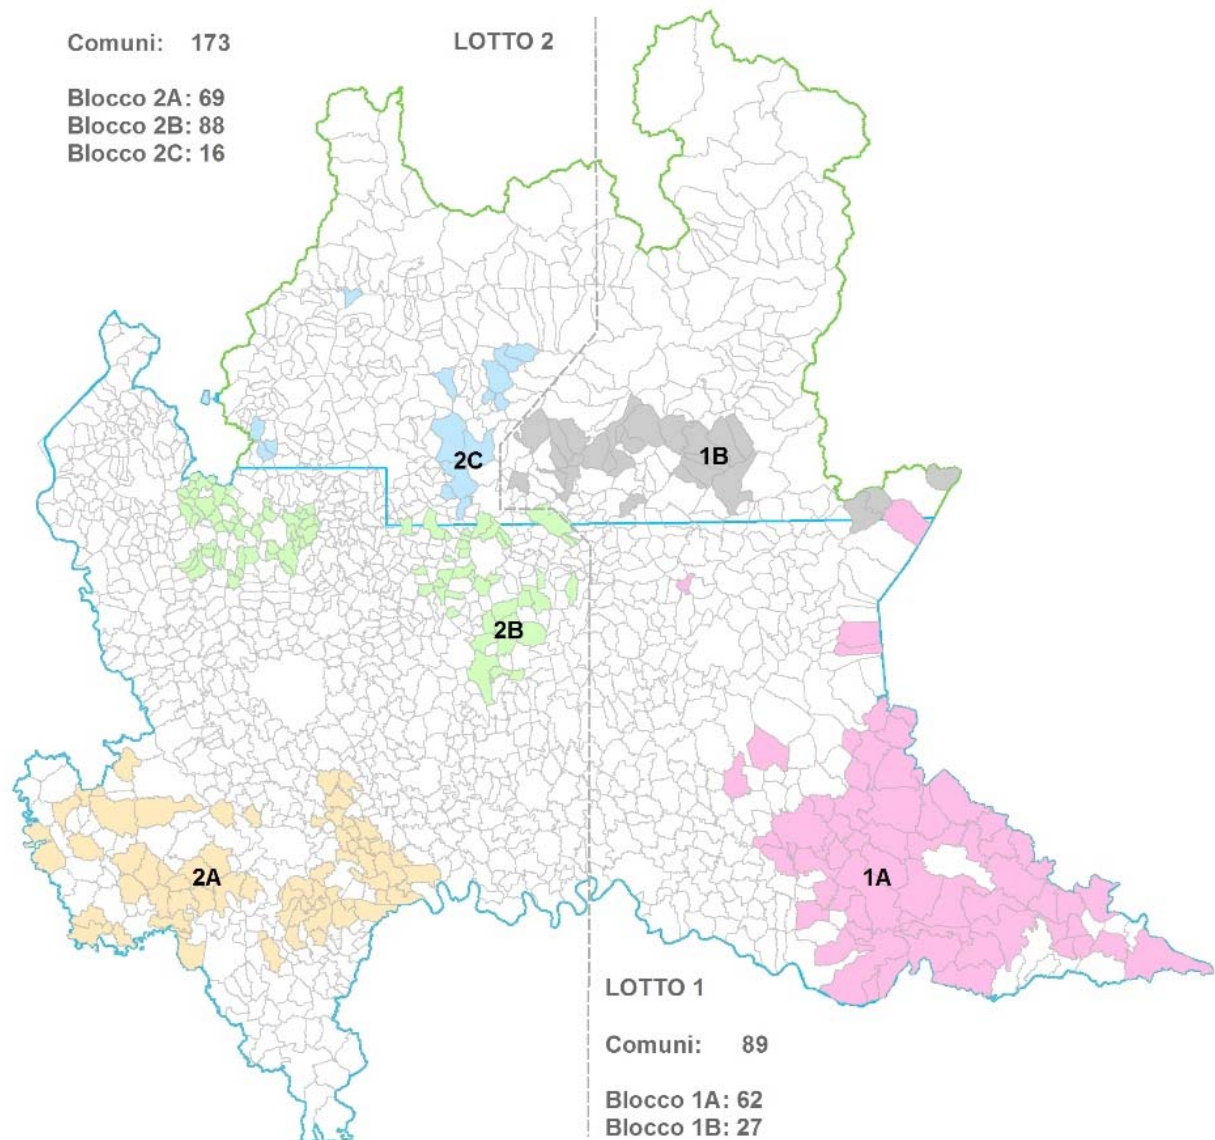 Comuni: 173
LOTTO 2
Blocco 2A: 69
Blocco 2B: 88
Blocco 2C: 16
2C
1B
2B
2A
1A
LOTTO 1
Comuni: 89
Blocco 1A: 62
Blocco 1B: 27